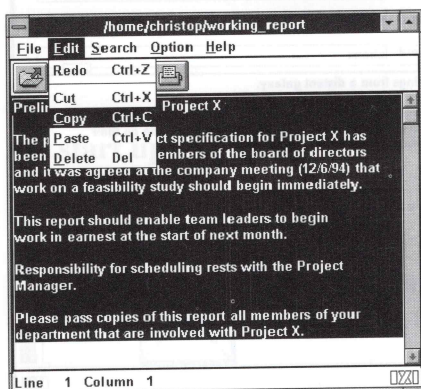 /home/christop/working_report
File Edit Search Option Help
Redo Ctrl+Z
Cut Ctrl+X
Copy Ctrl+C
Paste Ctrl+V
Delete Del
Prelim Project X
The p ct specification for Project X has
been embers of the board of directors
and it was agreed at the company meeting (12/6/94) that
work on a feasibility study should begin immediately.
This report should enable team leaders to begin
work in earnest at the start of next month.
Responsibility for scheduling rests with the Project
Manager.
Please pass copies of this report all members of your
department that are involved with Project X.
Line 1 Column 1